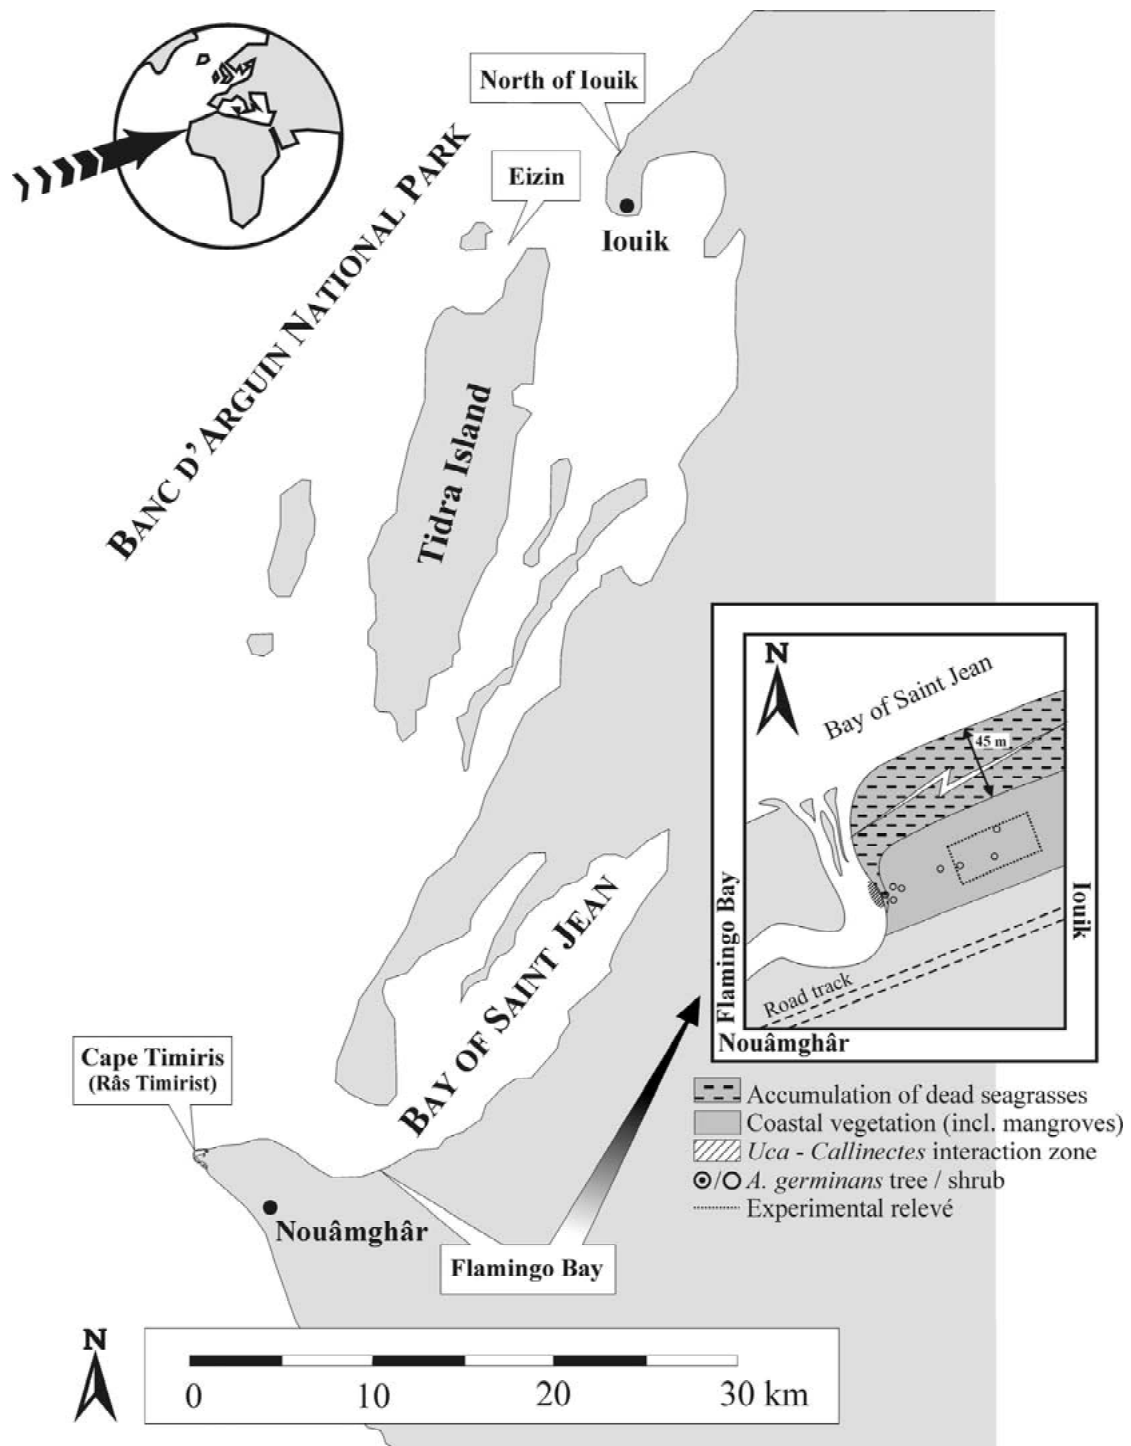 North of Iouik
Eizin
Iouik
BANC D'ARGUIN NATIONAL PARK
Tidra Island
N
Bay of Saint Jean
45 m
Flamingo Bay
Iouik
Road track
Nouâmghâr
BAY OF SAINT JEAN
Cape Timiris
(Râs Timirist)
Accumulation of dead seagrasses
Coastal vegetation (incl. mangroves)
Uca - Callinectes interaction zone
A. germinans tree / shrub
Experimental relevé
Nouâmghâr
Flamingo Bay
N
0 10 20 30 km